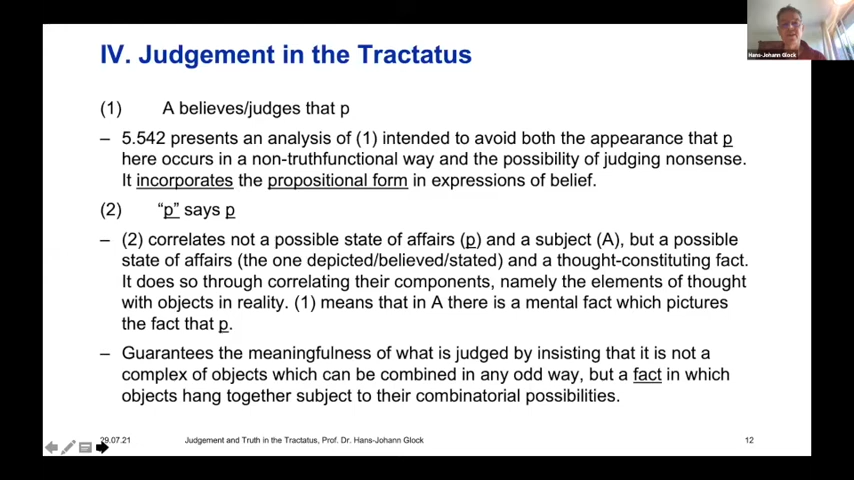 IV. Judgement in the Tractatus
Hans-Johann Glock
(1) A believes/judges that p
– 5.542 presents an analysis of (1) intended to avoid both the appearance that p
here occurs in a non-truthfunctional way and the possibility of judging nonsense.
It incorporates the propositional form in expressions of belief.
(2) “p” says p
– (2) correlates not a possible state of affairs (p) and a subject (A), but a possible
state of affairs (the one depicted/believed/stated) and a thought-constituting fact.
It does so through correlating their components, namely the elements of thought
with objects in reality. (1) means that in A there is a mental fact which pictures
the fact that p.
– Guarantees the meaningfulness of what is judged by insisting that it is not a
complex of objects which can be combined in any odd way, but a fact in which
objects hang together subject to their combinatorial possibilities.
29.07.21 Judgement and Truth in the Tractatus, Prof. Dr. Hans-Johann Glock 12